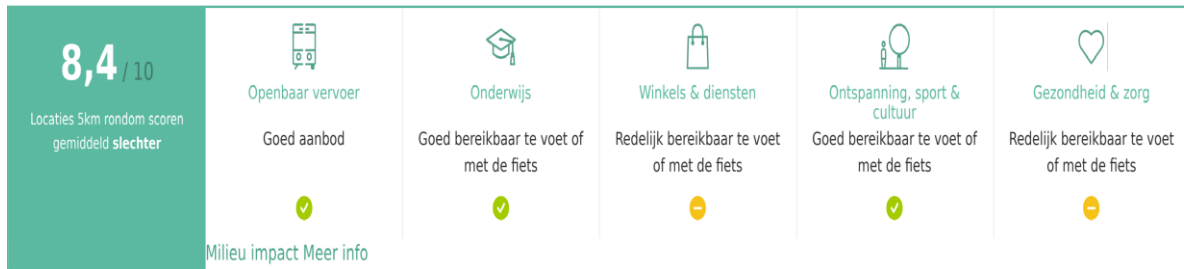 8,4 / 10
Locaties 5km rondom scoren
gemiddeld slechter
Openbaar vervoer
Goed aanbod
Onderwijs
Goed bereikbaar te voet of
met de fiets
Winkels & diensten
Redelijk bereikbaar te voet
of met de fiets
Ontspanning, sport &
cultuur
Goed bereikbaar te voet of
met de fiets
Gezondheid & zorg
Redelijk bereikbaar te voet
of met de fiets
Milieu impact Meer info